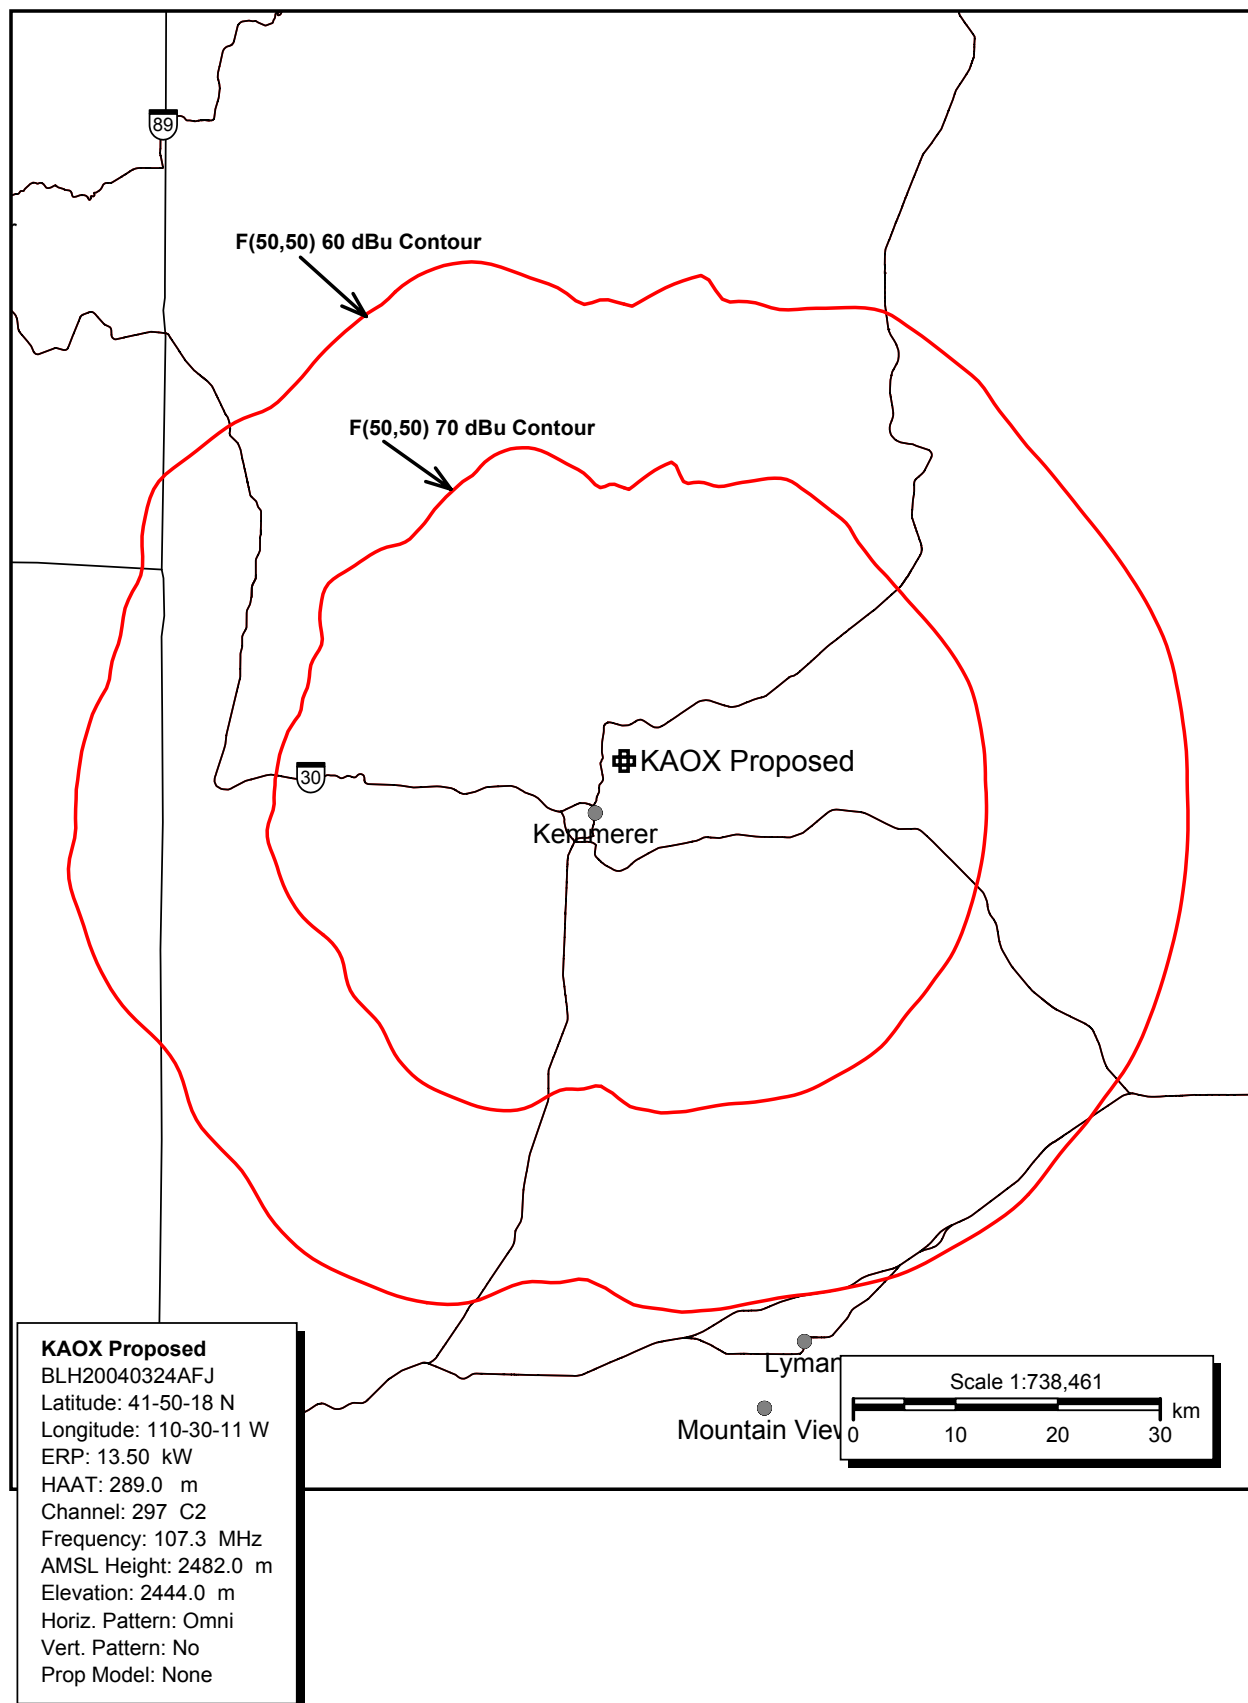 89
F(50,50) 60 dBu Contour
F(50,50) 70 dBu Contour
KAOX Proposed
30
Kemmerer
Lyman
Mountain View
KAOX Proposed
BLH20040324AFJ
Latitude: 41-50-18 N
Longitude: 110-30-11 W
ERP: 13.50 kW
HAAT: 289.0 m
Channel: 297 C2
Frequency: 107.3 MHz
AMSL Height: 2482.0 m
Elevation: 2444.0 m
Horiz. Pattern: Omni
Vert. Pattern: No
Prop Model: None
Scale 1:738,461
km
0 10 20 30